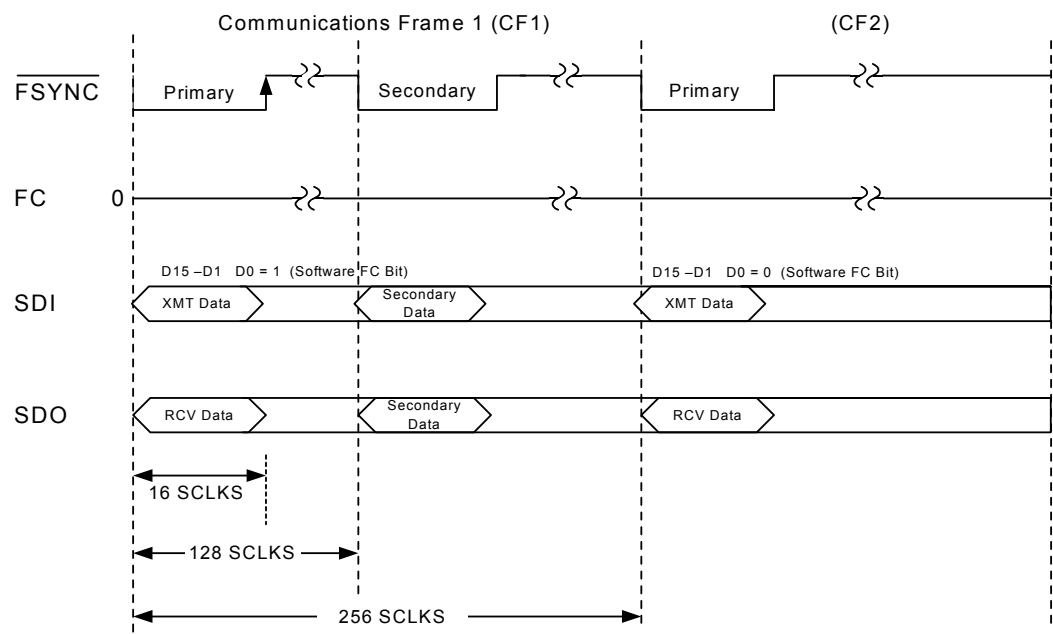 Communications Frame 1 (CF1) (CF2)
FSYNC Primary Secondary Primary
FC 0
D15 –D1 D0 = 1 (Software FC Bit) D15 –D1 D0 = 0 (Software FC Bit)
SDI XMT Data Secondary Data XMT Data
SDO RCV Data Secondary Data RCV Data
16 SCLKS
128 SCLKS
256 SCLKS